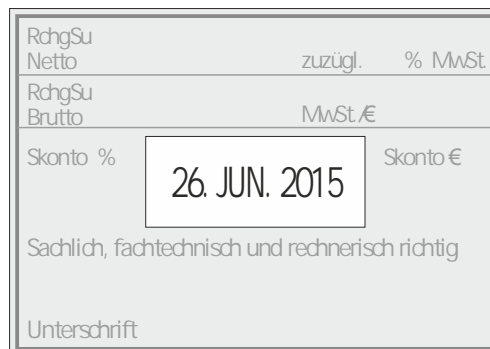 RchgSu
Netto zuzügl. % MwSt.
RchgSu
Brutto MwSt./€
Skonto % 26. JUN. 2015 Skonto €
Sachlich, fachtechnisch und rechnerisch richtig
Unterschrift